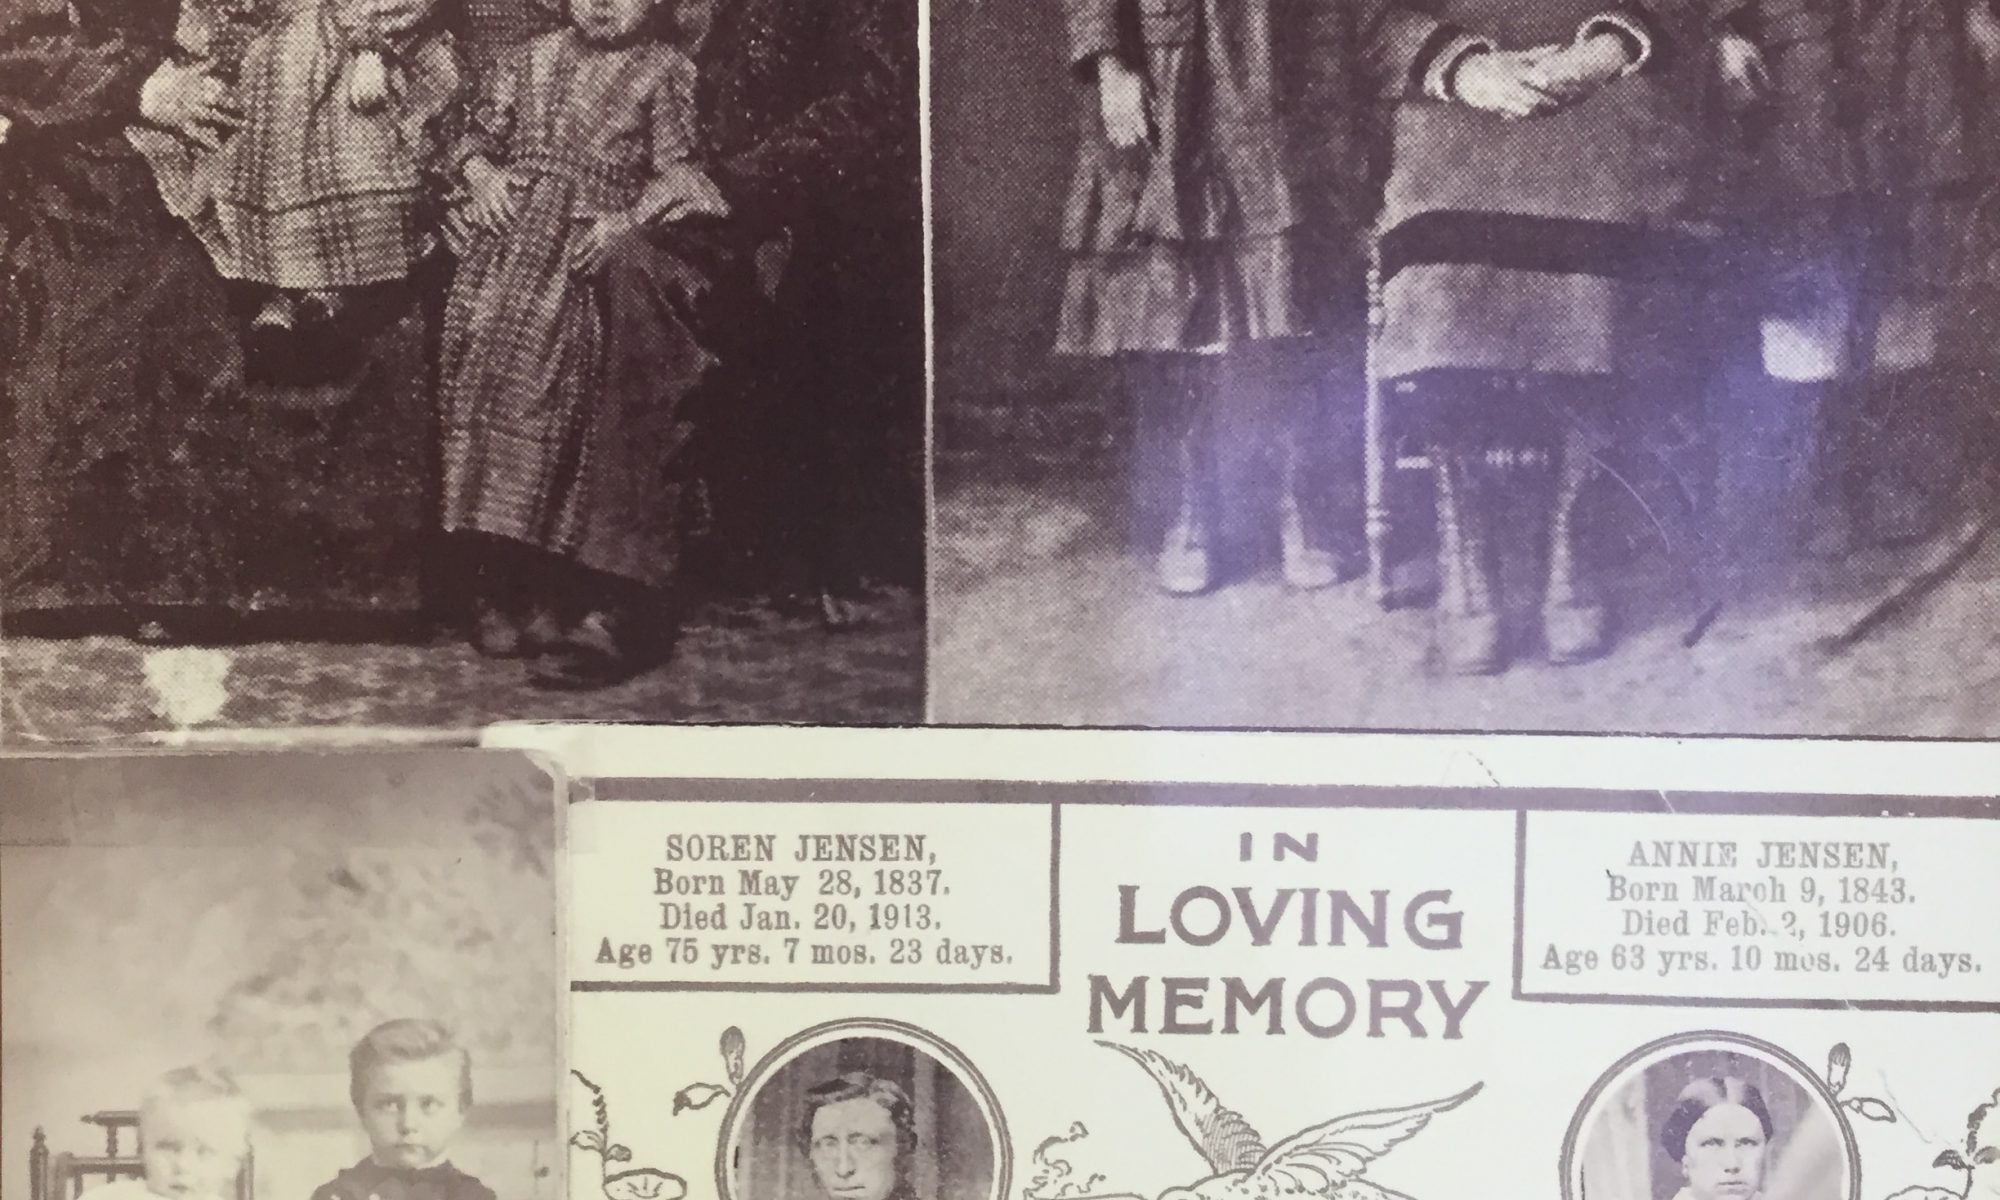 SOREN JENSEN,
Born May 28, 1837.
Died Jan. 20, 1913.
Age 75 yrs. 7 mos. 23 days.
IN
LOVING
MEMORY
ANNIE JENSEN,
Born March 9, 1843.
Died Feb. 2, 1906.
Age 63 yrs. 10 mos. 24 days.